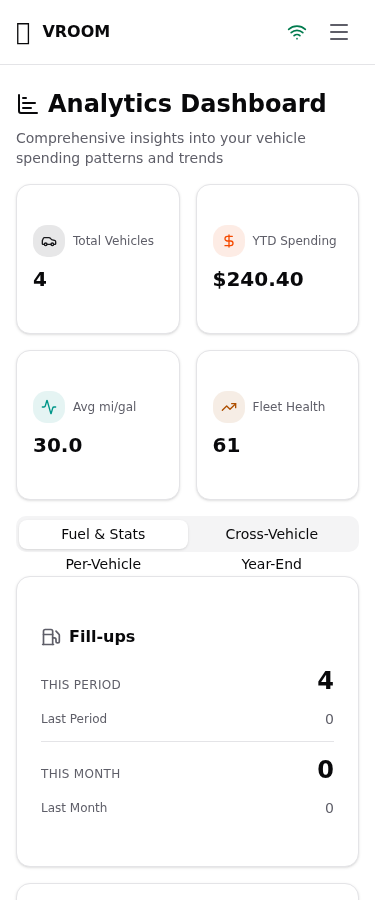 VROOM
Analytics Dashboard
Comprehensive insights into your vehicle
spending patterns and trends
Total Vehicles
4
YTD Spending
$240.40
Avg mi/gal
30.0
Fleet Health
61
Fuel & Stats
Cross-Vehicle
Per-Vehicle
Year-End
Fill-ups
THIS PERIOD 4
Last Period 0
THIS MONTH 0
Last Month 0